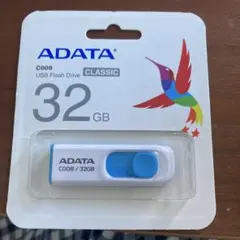 ADATA
C008
USB Flash Drive
CLASSIC
32
GB
ADATA
C008 / 32GB